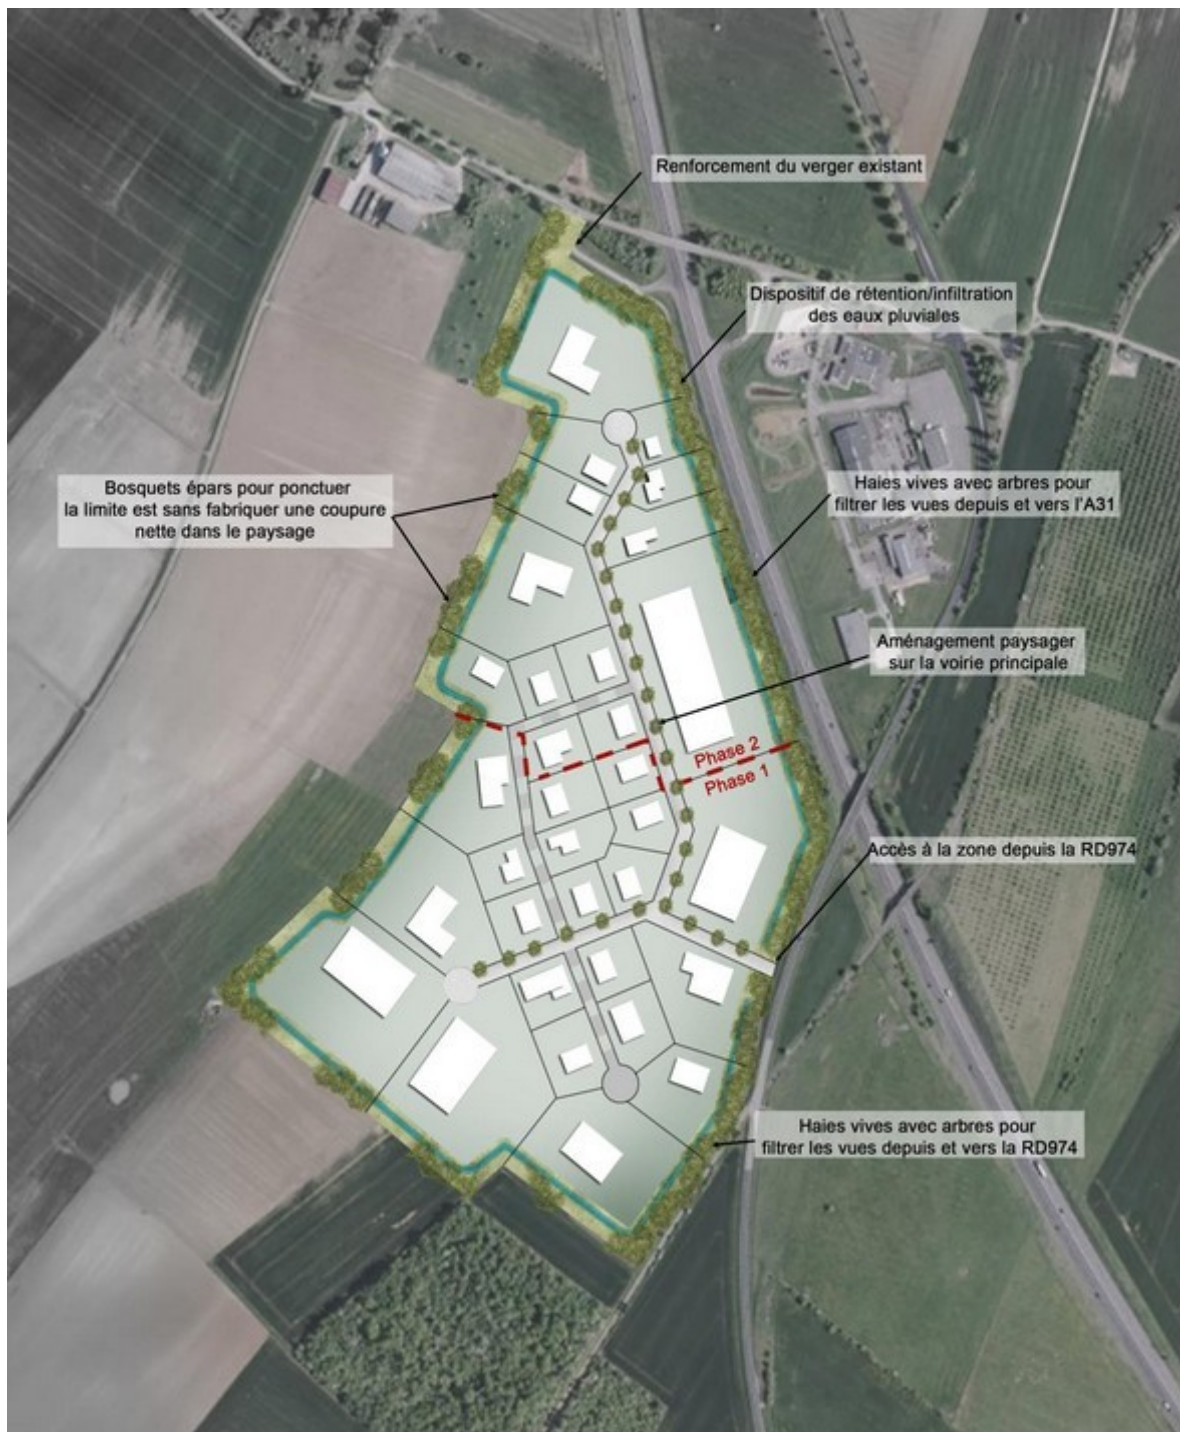 Renforcement du verger existant
Dispositif de rétention/infiltration
des eaux pluviales
Bosquets épars pour ponctuer
la limite est sans fabriquer une coupure
nette dans le paysage
Haies vives avec arbres pour
filtrer les vues depuis et vers l'A31
Aménagement paysager
sur la voirie principale
Phase 2
Phase 1
Accès à la zone depuis la RD974
Haies vives avec arbres pour
filtrer les vues depuis et vers la RD974